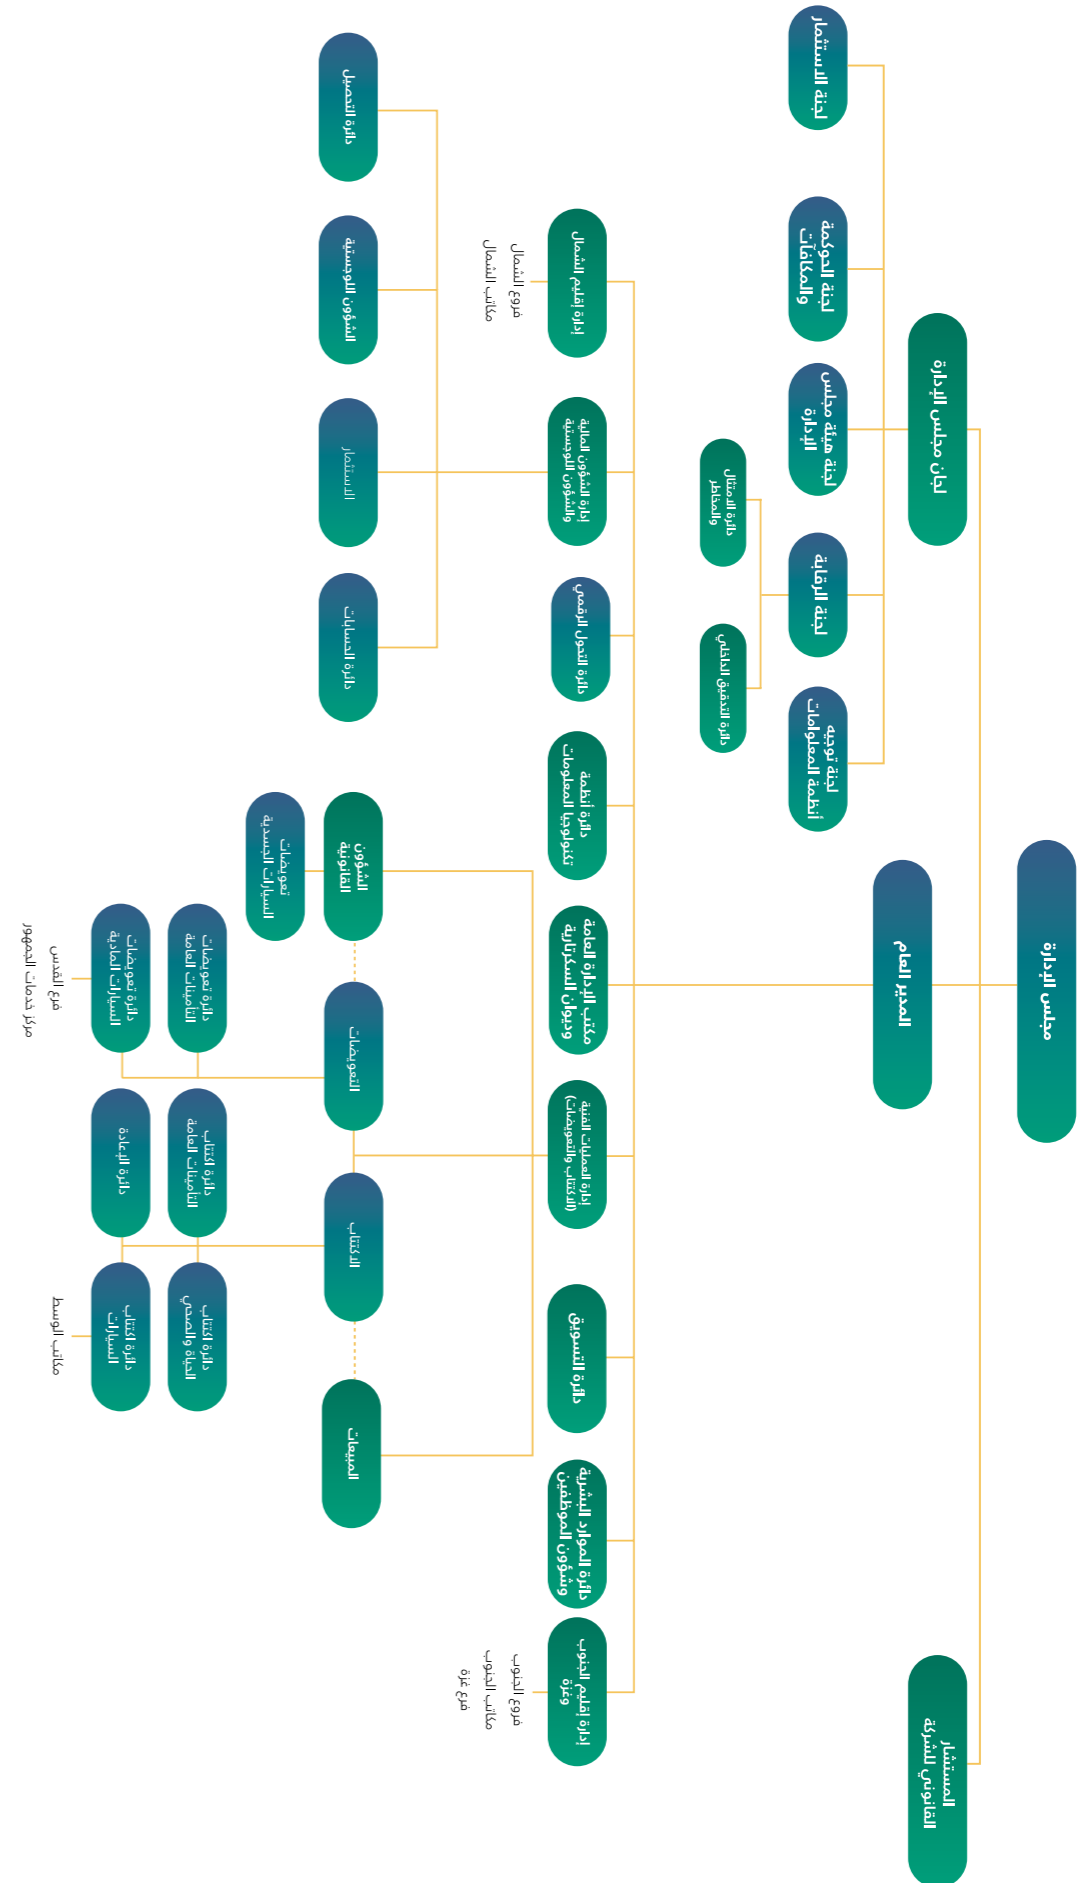 مجلس الإدارة
المدير العام
لجان مجلس الإدارة
المستشار
القانوني للشركة
لجنة الاستثمار
لجنة الحوكمة
والمكافآت
لجنة هيئة مجلس
الإدارة
لجنة الرقابة
لجنة توجيه
أنظمة المعلوامات
دائرة الامتثال
والمخاطر
دائرة التدقيق الداخلي
إدارة إقليم الشمال
فروع الشمال
مكاتب الشمال
إدارة الشؤون المالية
والشؤون اللوجستية
دائرة التحول الرقمي
دائرة أنظمة
تكنولوجيا المعلومات
مكتب الإدارة العامة
وديوان السكرتارية
إدارة العمليات الفنية
(الاكتتاب والتعويضات)
دائرة التسويق
دائرة الموارد البشرية
وشؤون الموظفين
إدارة إقليم الجنوب
وغزة
فروع الجنوب
مكاتب الجنوب
فرع غزة
دائرة التحصيل
الشؤون اللوجستية
الاستثمار
دائرة الحسابات
الشؤون
القانونية
تعويضات
السيارات الجسدية
التعويضات
الاكتتاب
المبيعات
دائرة تعويضات
التأمينات العامة
دائرة تعويضات
السيارات المادية
فرع القدس
مركز خدمات الجمهور
دائرة اكتتاب
التأمينات العامة
دائرة الإعادة
دائرة اكتتاب
الحياة والصحي
دائرة اكتتاب
السيارات
مكاتب الوسط